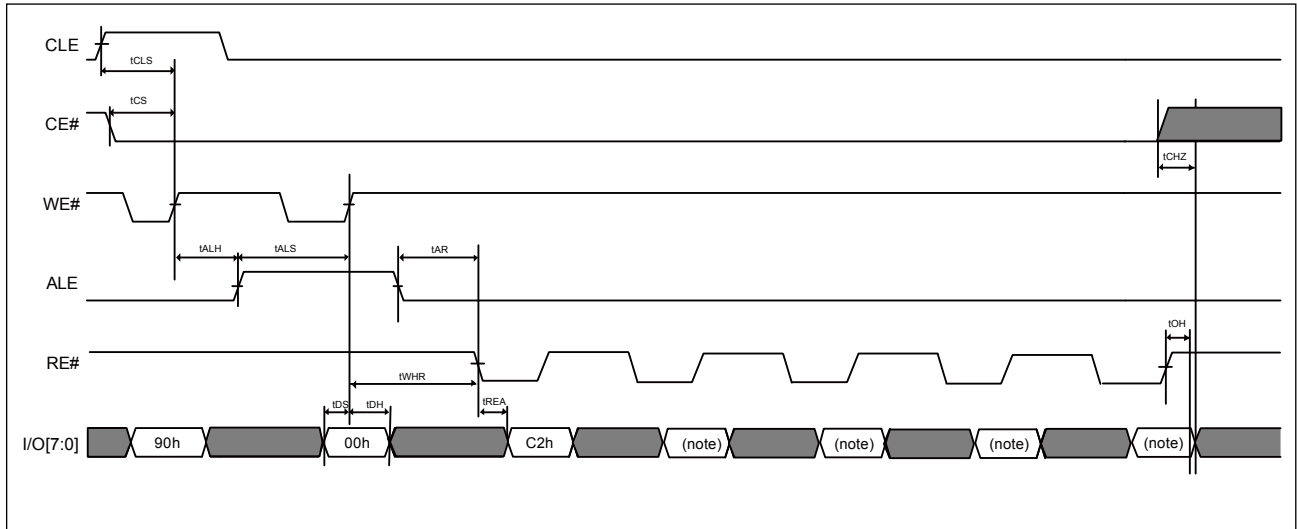 CLE
tCLS
tCS
CE#
tCHZ
WE#
tALH tALS tAR
ALE
tOH
RE#
tWHR
tDS tDH tREA
I/O[7:0] 90h 00h C2h (note) (note) (note) (note)